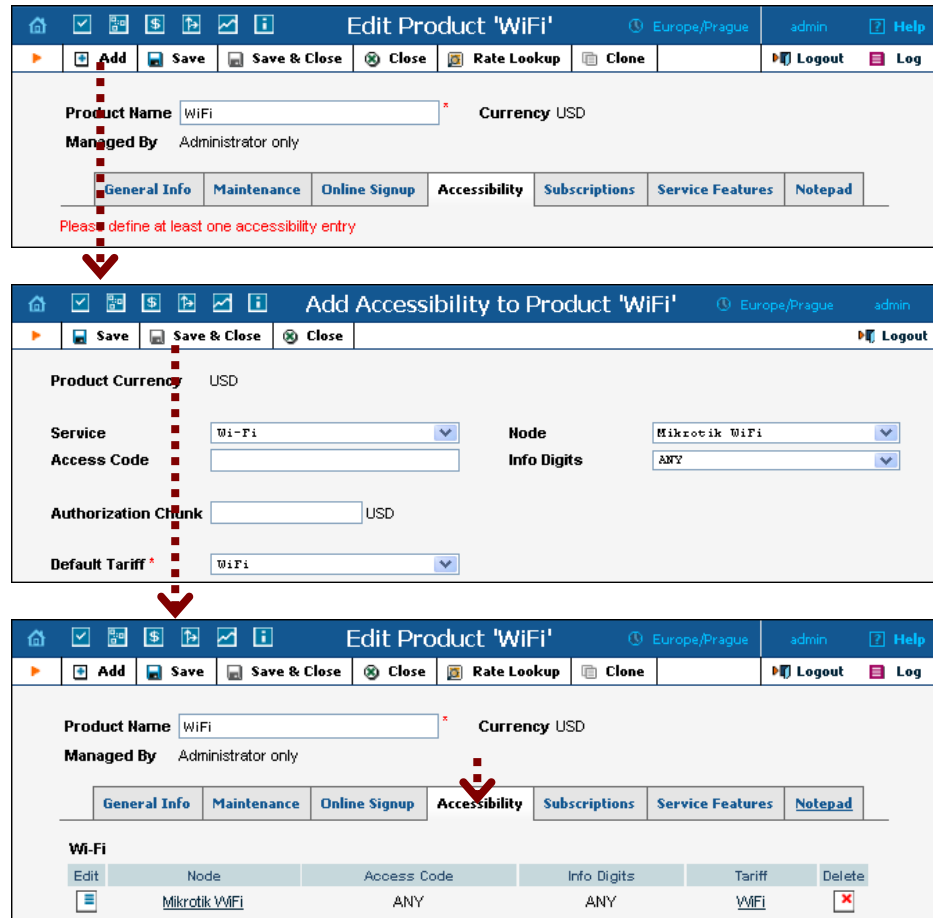 Edit Product 'WiFi' Europe/Prague admin ? Help
Add Save Save & Close Close Rate Lookup Clone Logout Log
Product Name WiFi * Currency USD
Managed By Administrator only
General Info Maintenance Online Signup Accessibility Subscriptions Service Features Notepad
Please define at least one accessibility entry
Add Accessibility to Product 'WiFi' Europe/Prague admin
Save Save & Close Close Logout
Product Currency USD
Service Wi-Fi Node Mikrotik WiFi
Access Code Info Digits ANY
Authorization Chunk USD
Default Tariff * WiFi
Edit Product 'WiFi' Europe/Prague admin ? Help
Add Save Save & Close Close Rate Lookup Clone Logout Log
Product Name WiFi * Currency USD
Managed By Administrator only
General Info Maintenance Online Signup Accessibility Subscriptions Service Features Notepad
Wi-Fi
Edit Node Access Code Info Digits Tariff Delete
Mikrotik WiFi ANY ANY WiFi